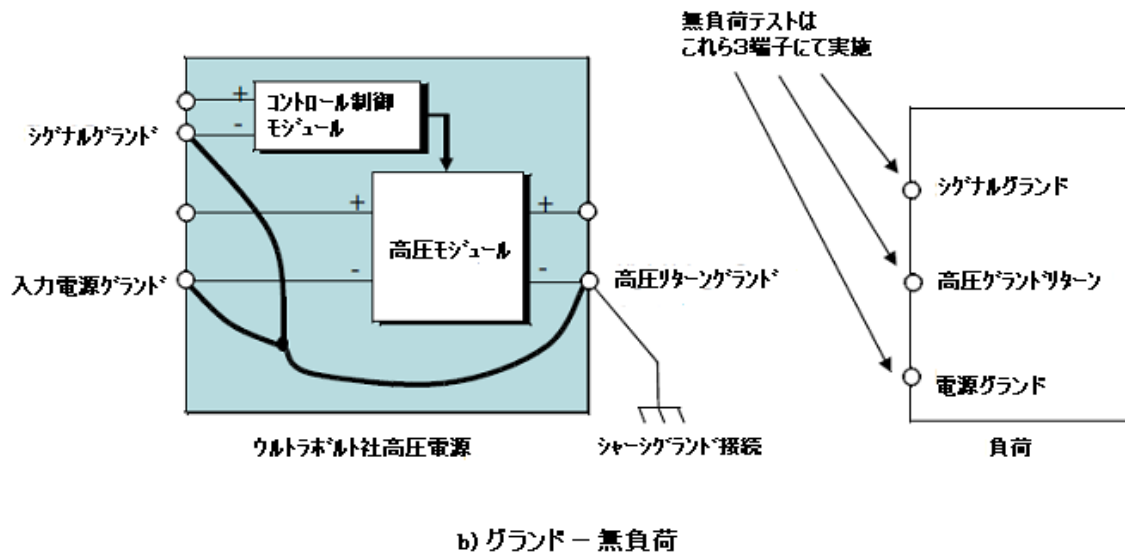 無負荷テストは
これら3端子にて実施
+
コントロール制御
モジュール
-
シグナルグランド
シグナルグランド
+
+
高圧モジュール
-
-
入力電源グランド
高圧リターングランド
高圧グランドリターン
電源グランド
ウルトラボルト社高圧電源
シャーシグランド接続
負荷
b) グランド − 無負荷